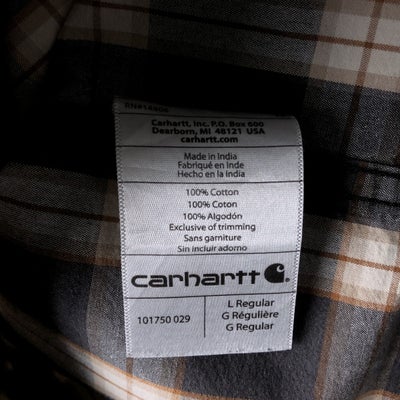 RN#14806
Carhartt, Inc. P.O. Box 600
Dearborn, MI 48121 USA
carhartt.com
Made in India
Fabriqué en Inde
Hecho en la India
100% Cotton
100% Coton
100% Algodón
Exclusive of trimming
Sans garniture
Sin incluir adorno
carhartt
101750 029
L Regular
G Régulière
G Regular